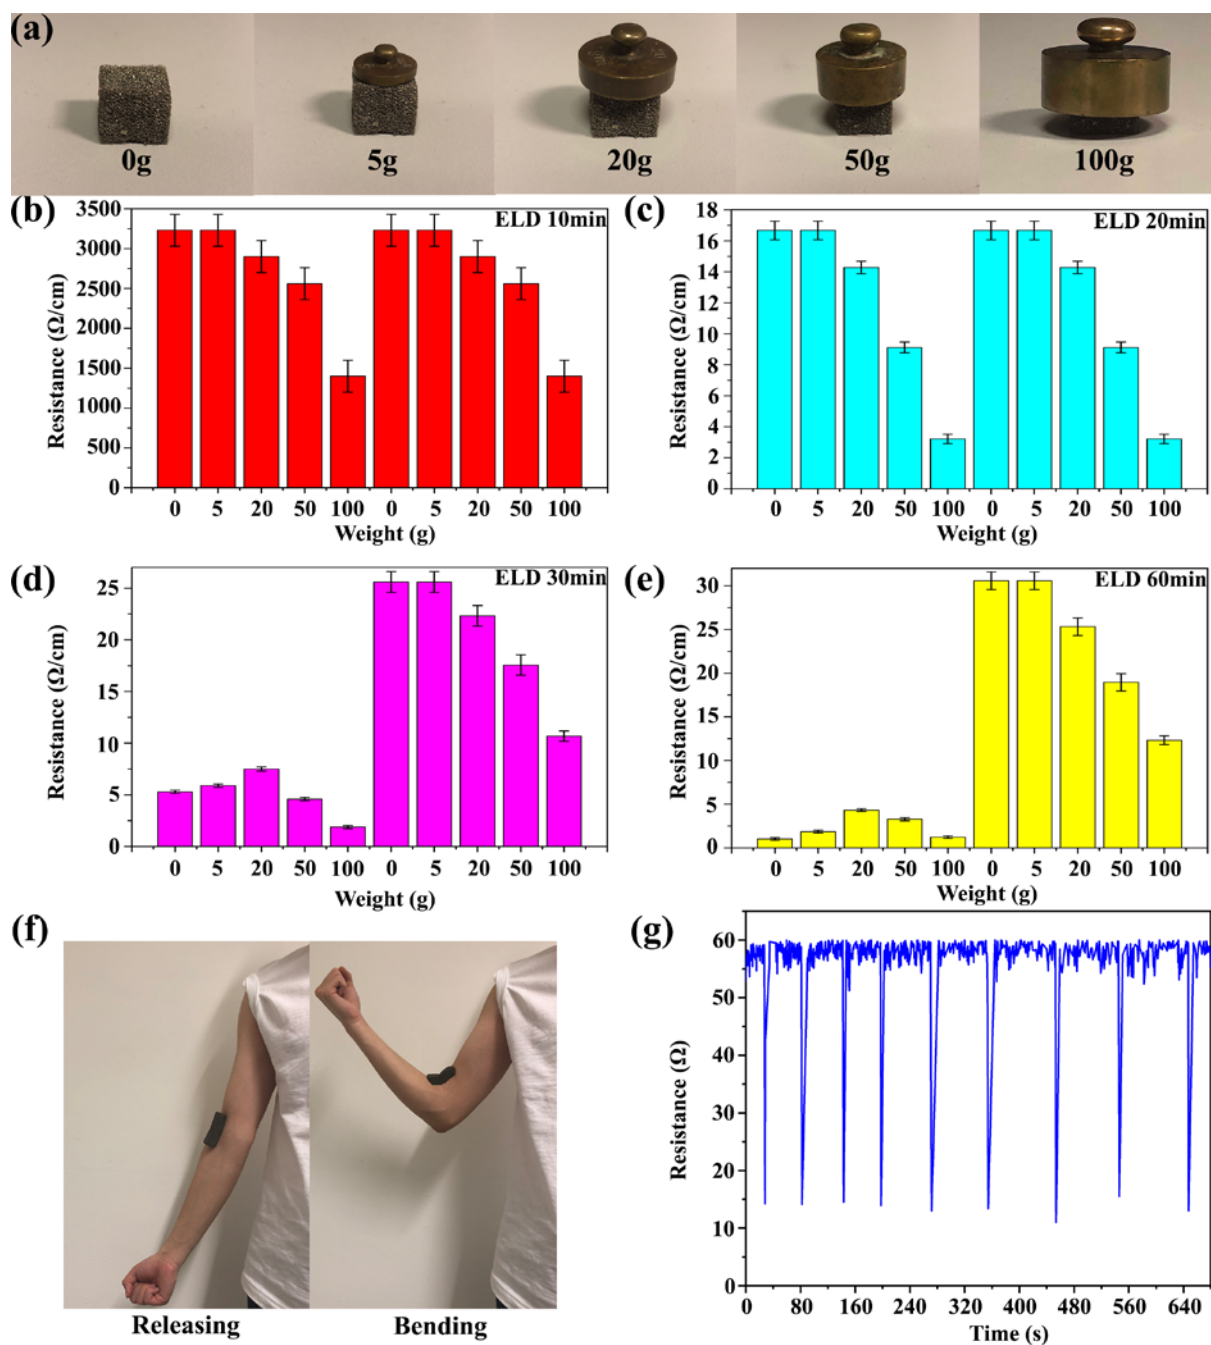 (a)
0g 5g 20g 50g 100g
(b)
ELD 10min
Resistance (Ω/cm)
3500
3000
2500
2000
1500
1000
500
0
0 5 20 50 100 0 5 20 50 100
Weight (g)
(c)
ELD 20min
Resistance (Ω/cm)
18
16
14
12
10
8
6
4
2
0
0 5 20 50 100 0 5 20 50 100
Weight (g)
(d)
ELD 30min
Resistance (Ω/cm)
25
20
15
10
5
0
0 5 20 50 100 0 5 20 50 100
Weight (g)
(e)
ELD 60min
Resistance (Ω/cm)
30
25
20
15
10
5
0
0 5 20 50 100 0 5 20 50 100
Weight (g)
(f)
Releasing Bending
(g)
Resistance (Ω)
60
50
40
30
20
10
0
0 80 160 240 320 400 480 560 640
Time (s)